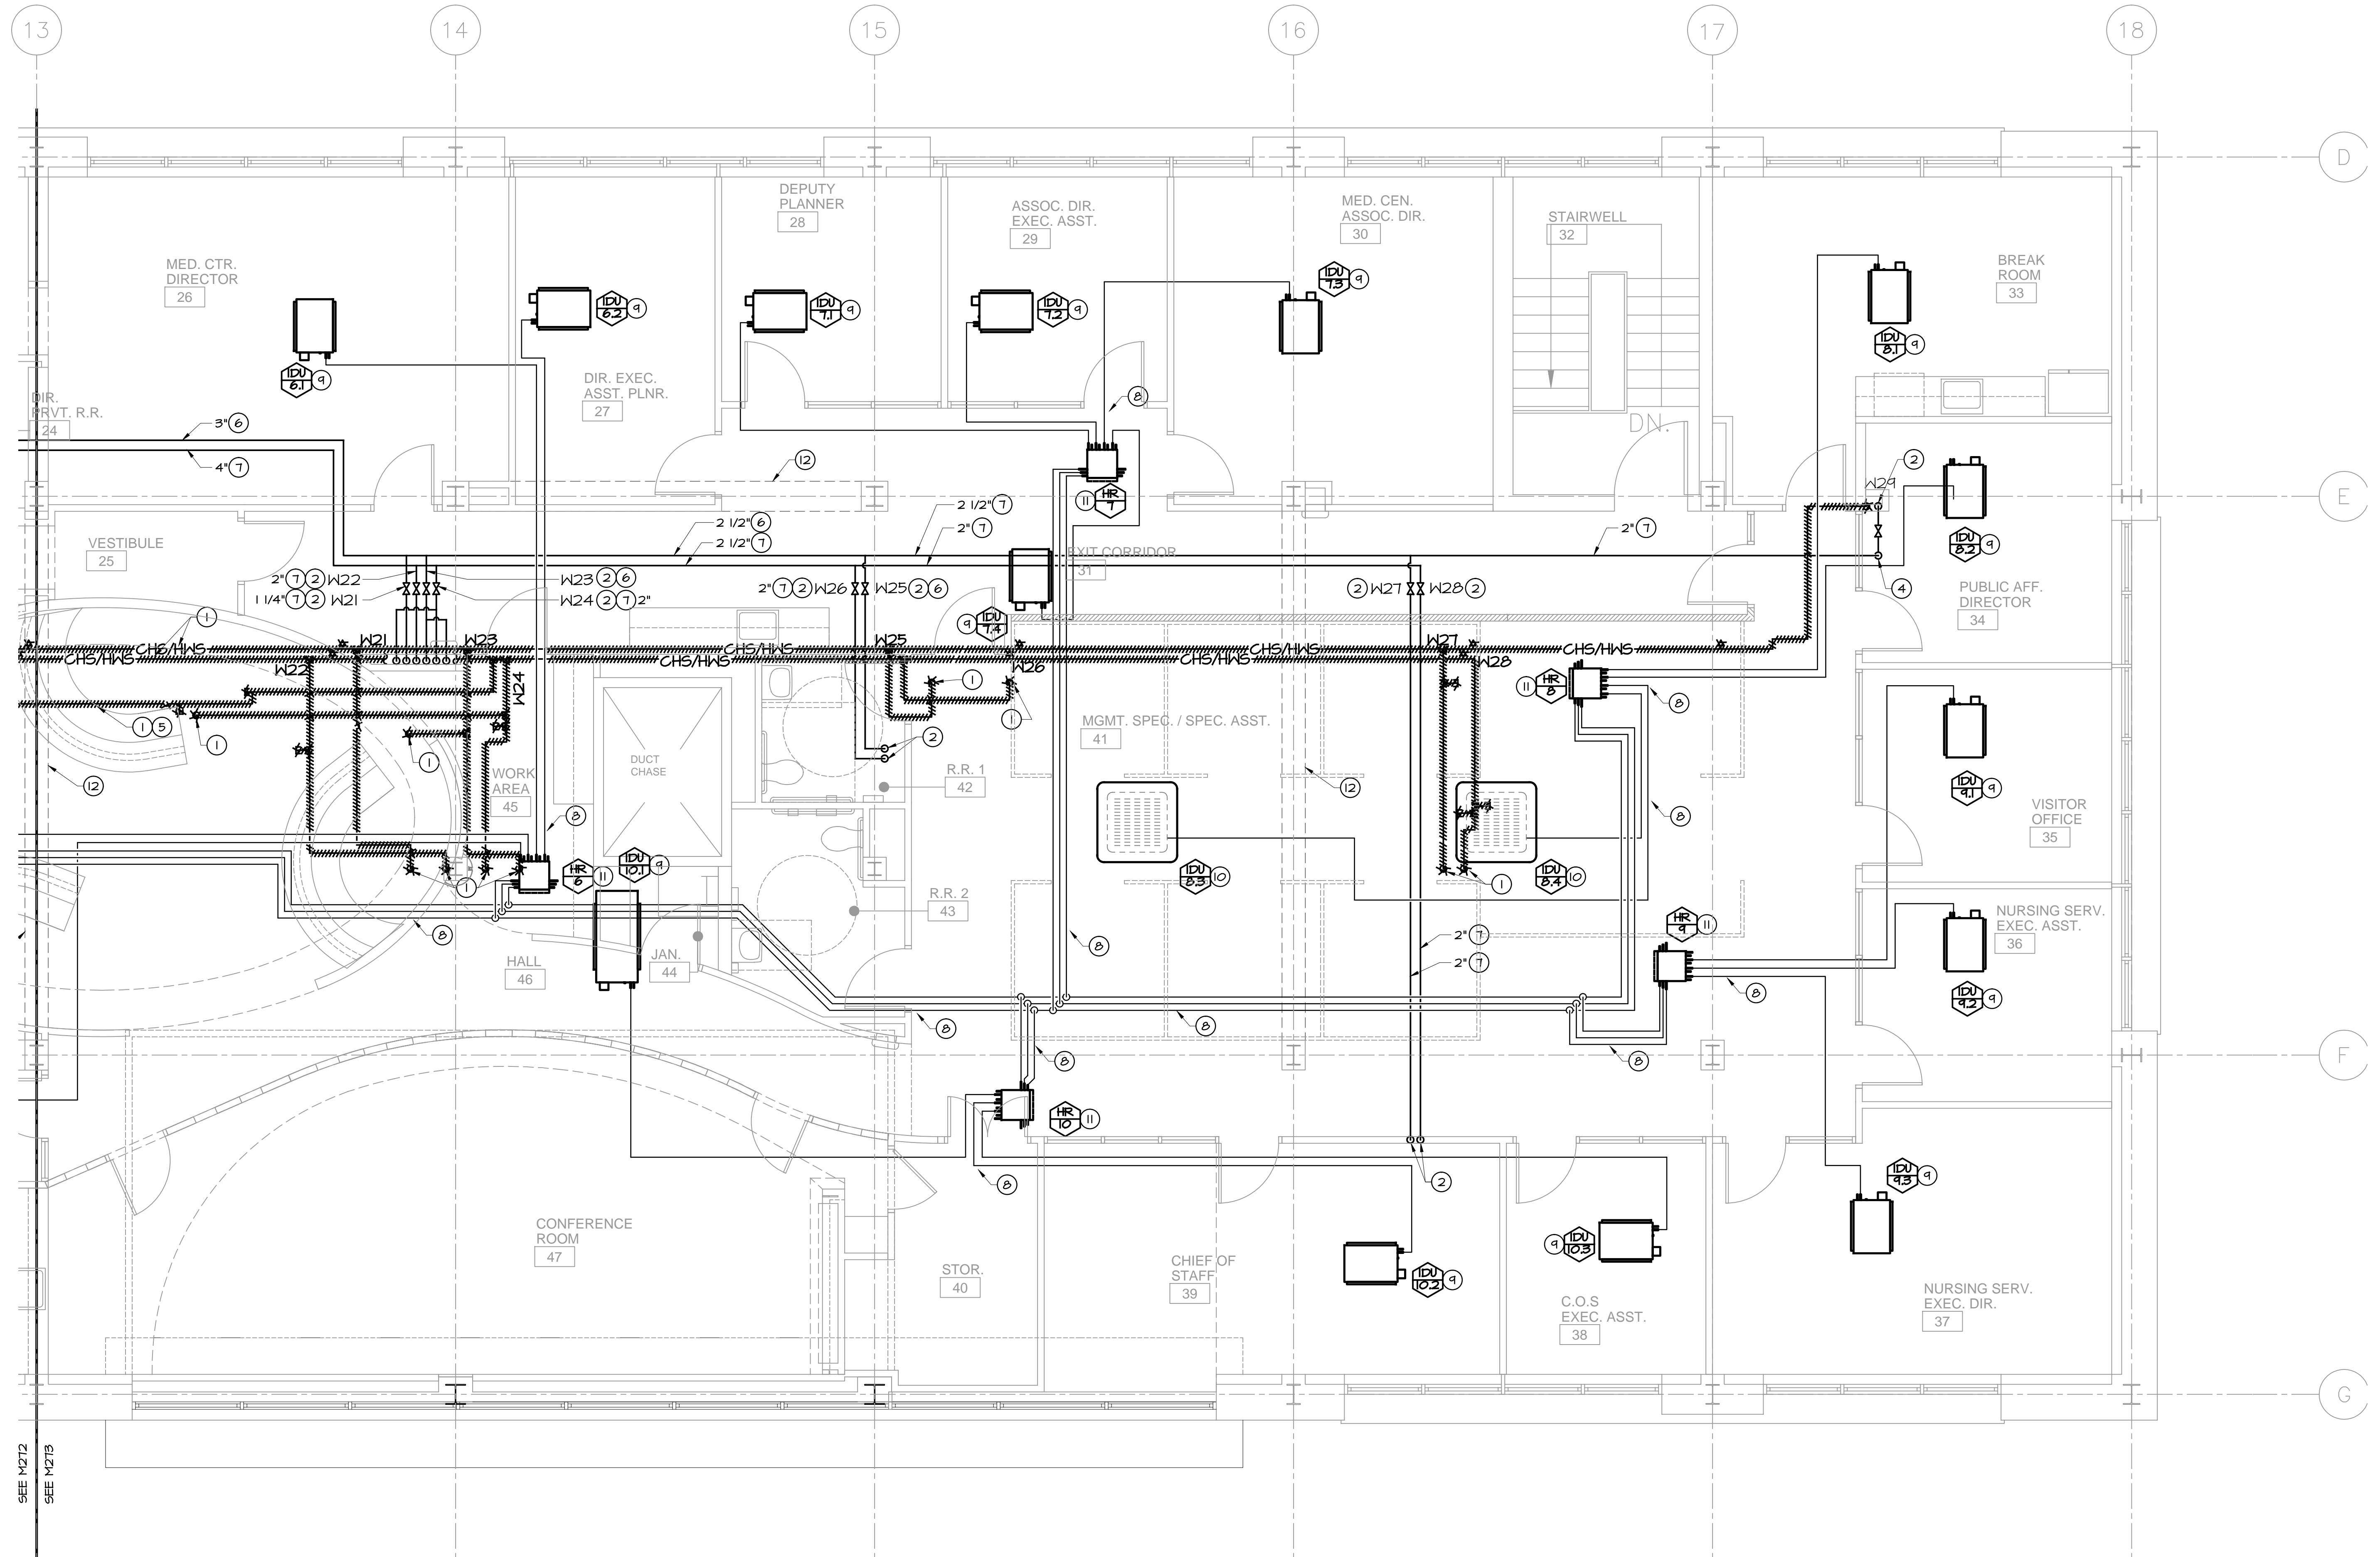 13
14
15
16
17
18
D
E
F
G
MED. CTR.
DIRECTOR
26
IDU
6.1
9
IDU
6.2
9
DIR. EXEC.
ASST. PLNR.
27
DEPUTY
PLANNER
28
IDU
7.1
9
ASSOC. DIR.
EXEC. ASST.
29
IDU
7.2
9
MED. CEN.
ASSOC. DIR.
30
IDU
7.3
9
STAIRWELL
32
DN.
BREAK
ROOM
33
IDU
8.1
9
DIR.
PRVT. R.R.
24
3" 6
4" 7
8
12
HR
7
11
2 1/2" 6
2 1/2" 7
2 1/2" 7
2" 7
2" 7
W29
2
4
IDU
8.2
9
PUBLIC AFF.
DIRECTOR
34
VESTIBULE
25
2" 7 2 W22
1 1/4" 7 2 W21
W23 2 6
W24 2 7 2"
2" 7 2 W26
W25 2 6
EXIT CORRIDOR
31
IDU
7.4
9
2 W27
W28 2
1
CHS/HWS
CHS/HWS
W21
W22
W23
W24
CHS/HWS
CHS/HWS
W25
W26
CHS/HWS
CHS/HWS
W27
W28
CHS/HWS
1 5
1
1
12
1
1
2
HR
8
11
8
8
MGMT. SPEC. / SPEC. ASST.
41
DUCT
CHASE
WORK
AREA
45
R.R. 1
42
12
8
1
HR
6
11
IDU
10.1
9
8
R.R. 2
43
IDU
8.3
10
IDU
8.4
10
1
IDU
9.1
9
VISITOR
OFFICE
35
NURSING SERV.
EXEC. ASST.
36
IDU
9.2
9
HR
9
11
8
HALL
46
JAN.
44
8
2" 7
2" 7
8
8
8
8
HR
10
11
8
2
IDU
9.3
9
CONFERENCE
ROOM
47
STOR.
40
CHIEF OF
STAFF
39
IDU
10.2
9
IDU
10.3
9
C.O.S
EXEC. ASST.
38
NURSING SERV.
EXEC. DIR.
37
SEE M272
SEE M273